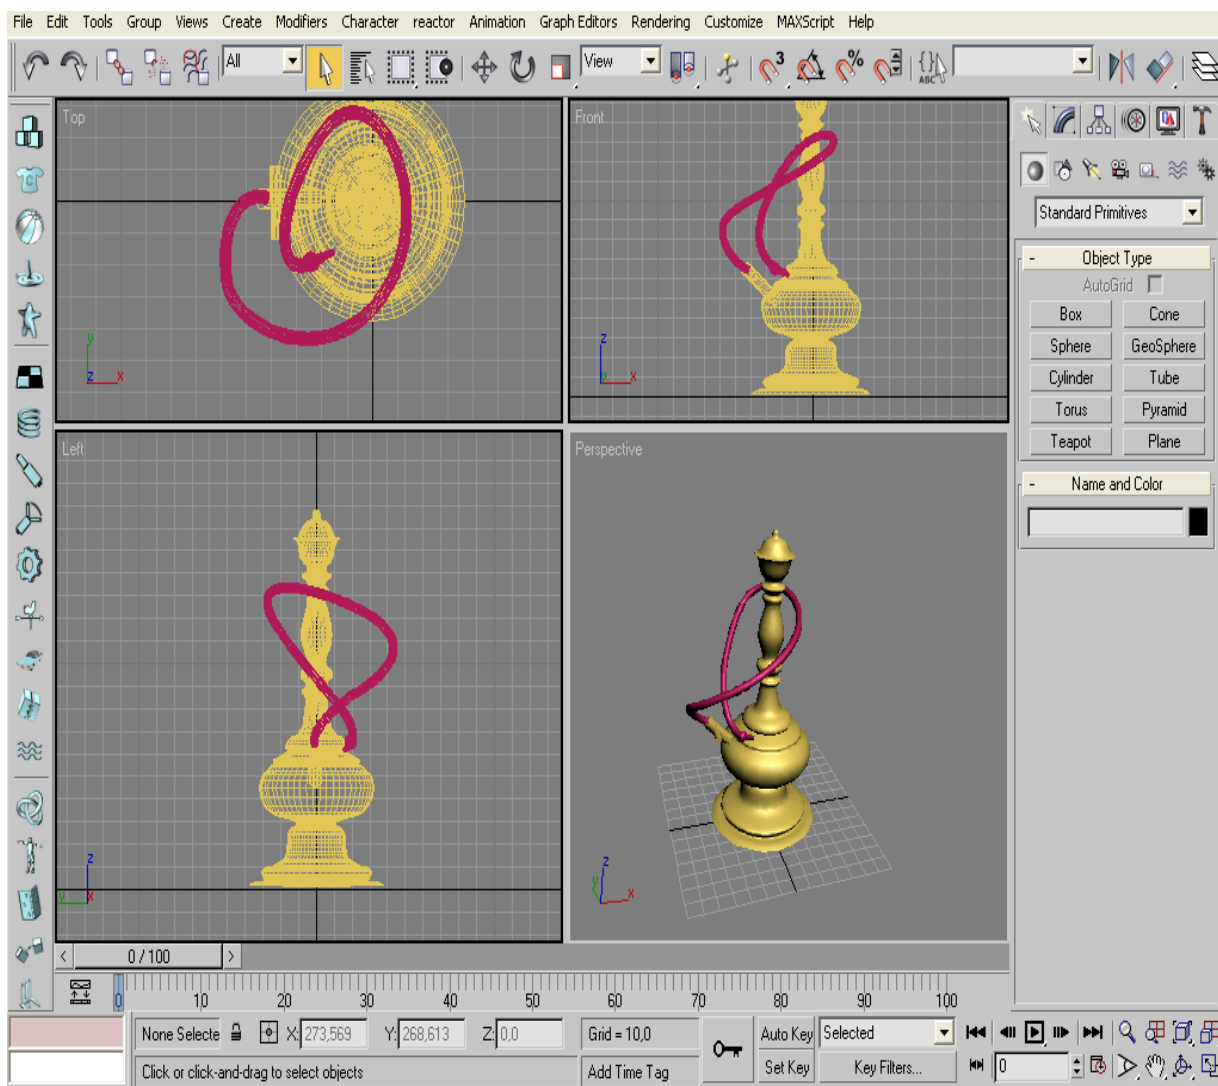 File Edit Tools Group Views Create Modifiers Character reactor Animation Graph Editors Rendering Customize MAXScript Help
All View 3 % ABC
Top Front
Standard Primitives
- Object Type
AutoGrid
Box Cone
Sphere GeoSphere
Cylinder Tube
Torus Pyramid
Teapot Plane
- Name and Color
y z x
z x
Left Perspective
z
y x
z
y x
< 0 / 100 >
0 10 20 30 40 50 60 70 80 90 100
None Selecte X: 273,569 Y: 268,613 Z: 0,0 Grid = 10,0 Auto Key Selected
Click or click-and-drag to select objects Add Time Tag Set Key Key Filters... 0